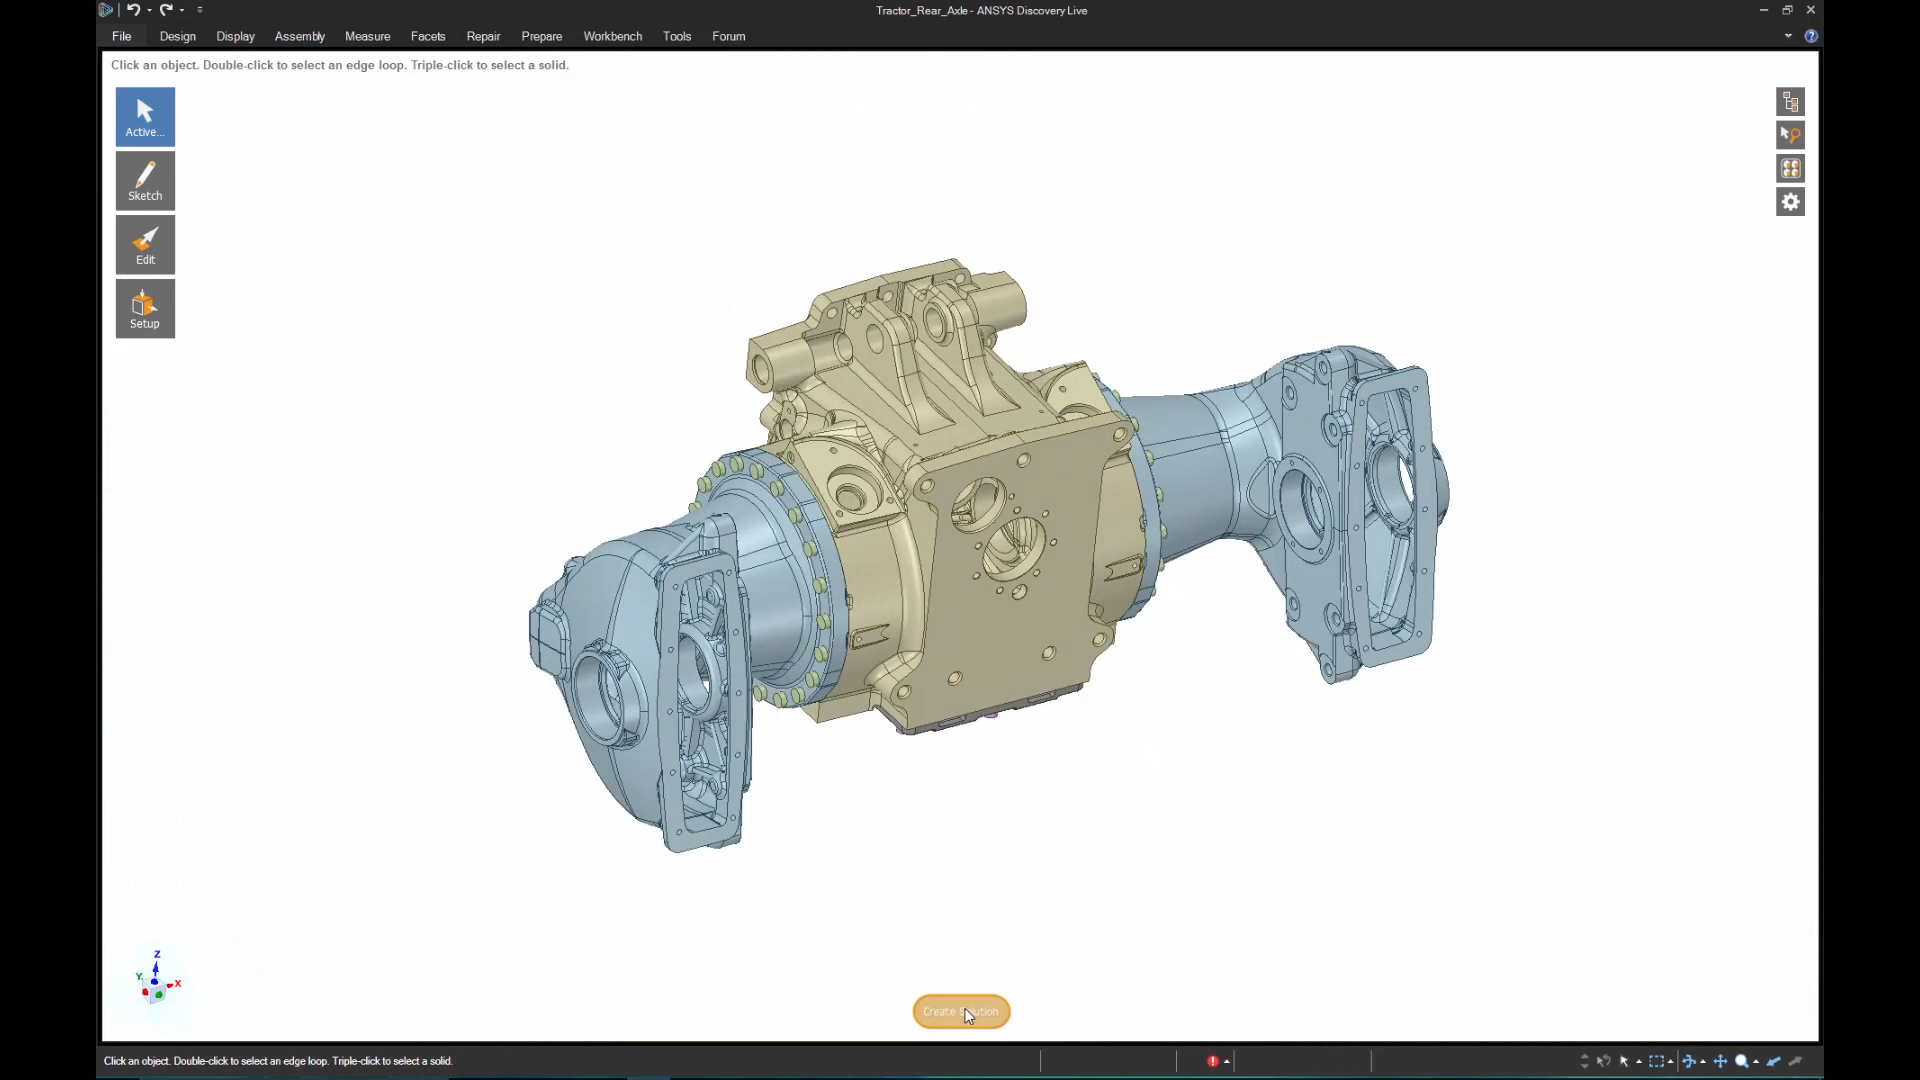 Tractor_Rear_Axle - ANSYS Discovery Live
File Design Display Assembly Measure Facets Repair Prepare Workbench Tools Forum
Click an object. Double-click to select an edge loop. Triple-click to select a solid.
Active...
Sketch
Edit
Setup
Z
Y
X
Create Solution
Click an object. Double-click to select an edge loop. Triple-click to select a solid.